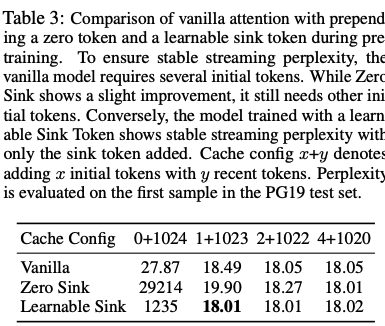 Table 3: Comparison of vanilla attention with prepend
ing a zero token and a learnable sink token during pre
training. To ensure stable streaming perplexity, the
vanilla model requires several initial tokens. While Zero
Sink shows a slight improvement, it still needs other ini
tial tokens. Conversely, the model trained with a learn
able Sink Token shows stable streaming perplexity with
only the sink token added. Cache config x+y denotes
adding x initial tokens with y recent tokens. Perplexity
is evaluated on the first sample in the PG19 test set.
Cache Config 0+1024 1+1023 2+1022 4+1020
Vanilla 27.87 18.49 18.05 18.05
Zero Sink 29214 19.90 18.27 18.01
Learnable Sink 1235 18.01 18.01 18.02